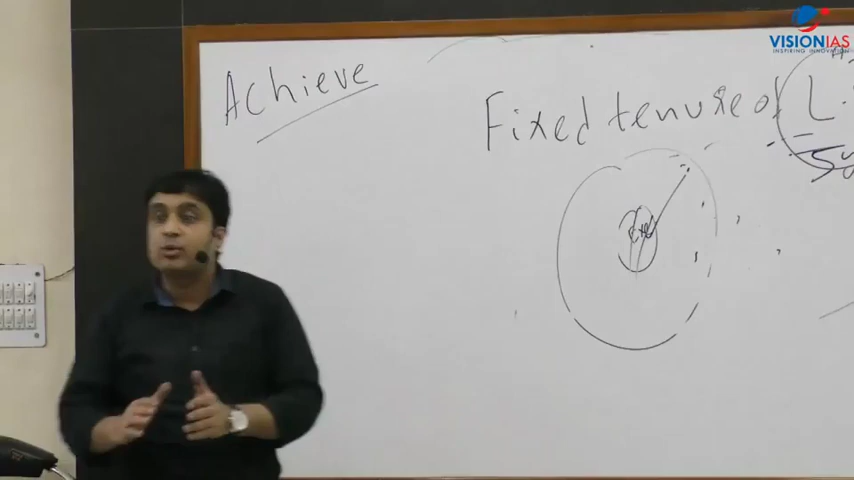 VISIONIAS
INSPIRING INNOVATION
Achieve
Fixed tenure of L.